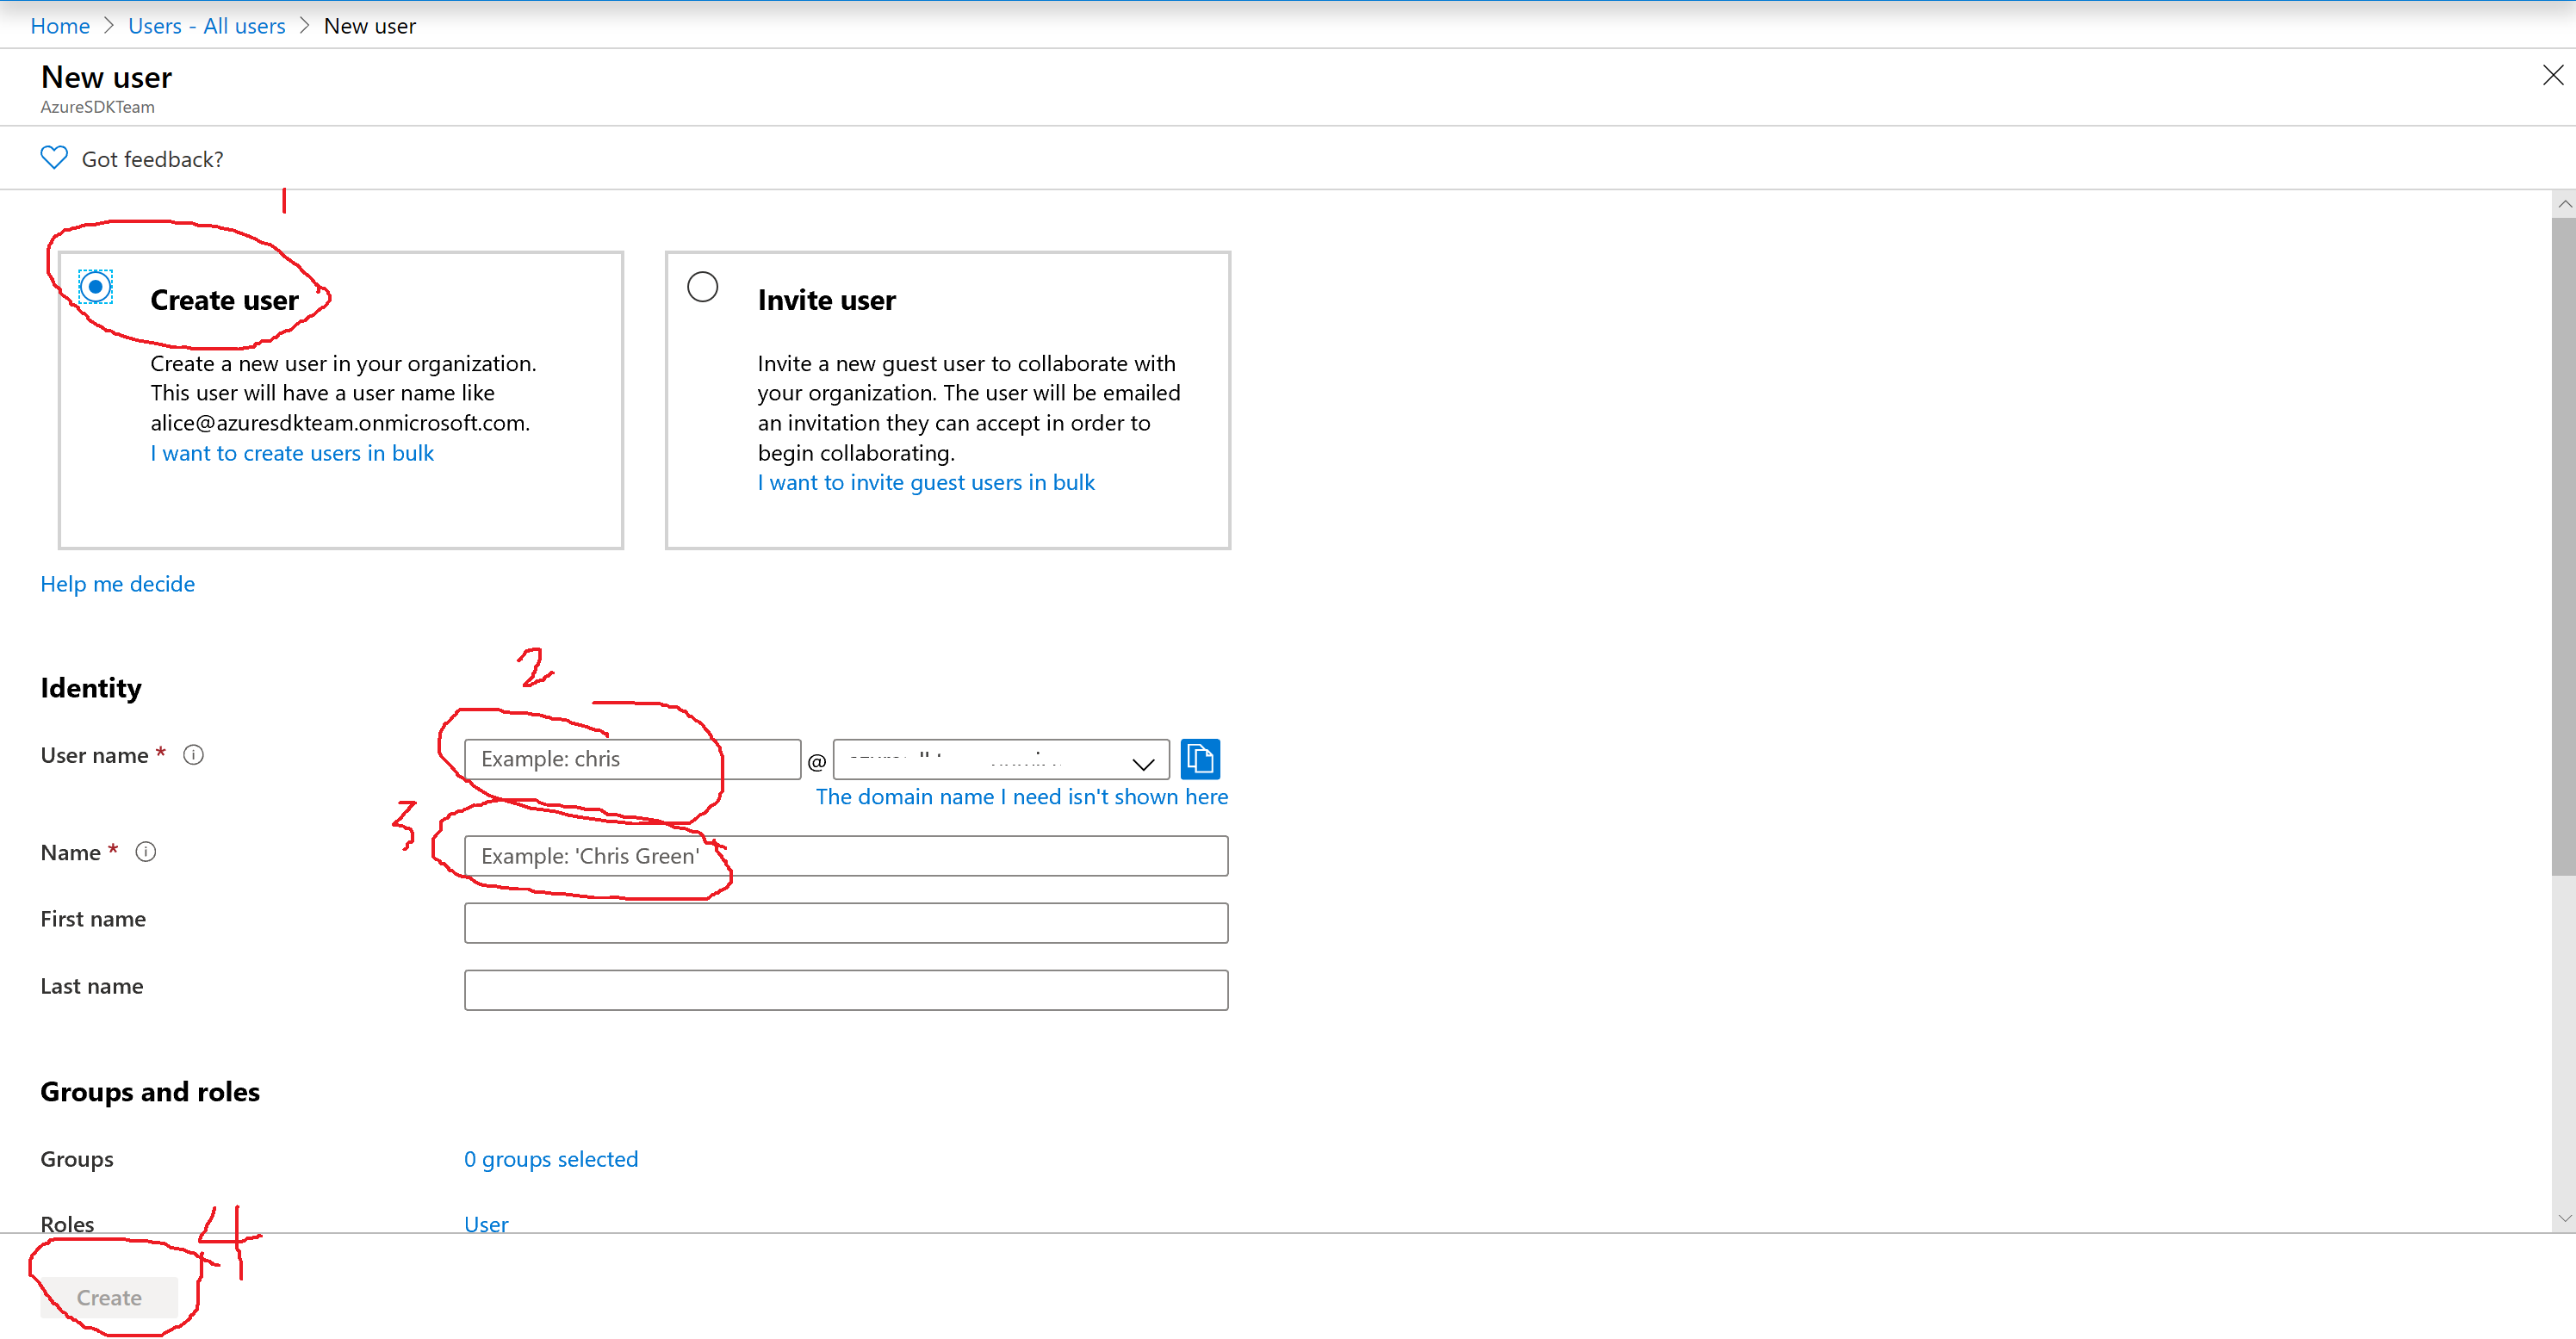 Home > Users - All users > New user
New user
AzureSDKTeam
Got feedback?
1
Create user
Create a new user in your organization.
This user will have a user name like
alice@azuresdkteam.onmicrosoft.com.
I want to create users in bulk
Invite user
Invite a new guest user to collaborate with
your organization. The user will be emailed
an invitation they can accept in order to
begin collaborating.
I want to invite guest users in bulk
Help me decide
2
Identity
User name * Example: chris @
The domain name I need isn't shown here
3
Name * Example: 'Chris Green'
First name
Last name
Groups and roles
Groups 0 groups selected
Roles User
4
Create